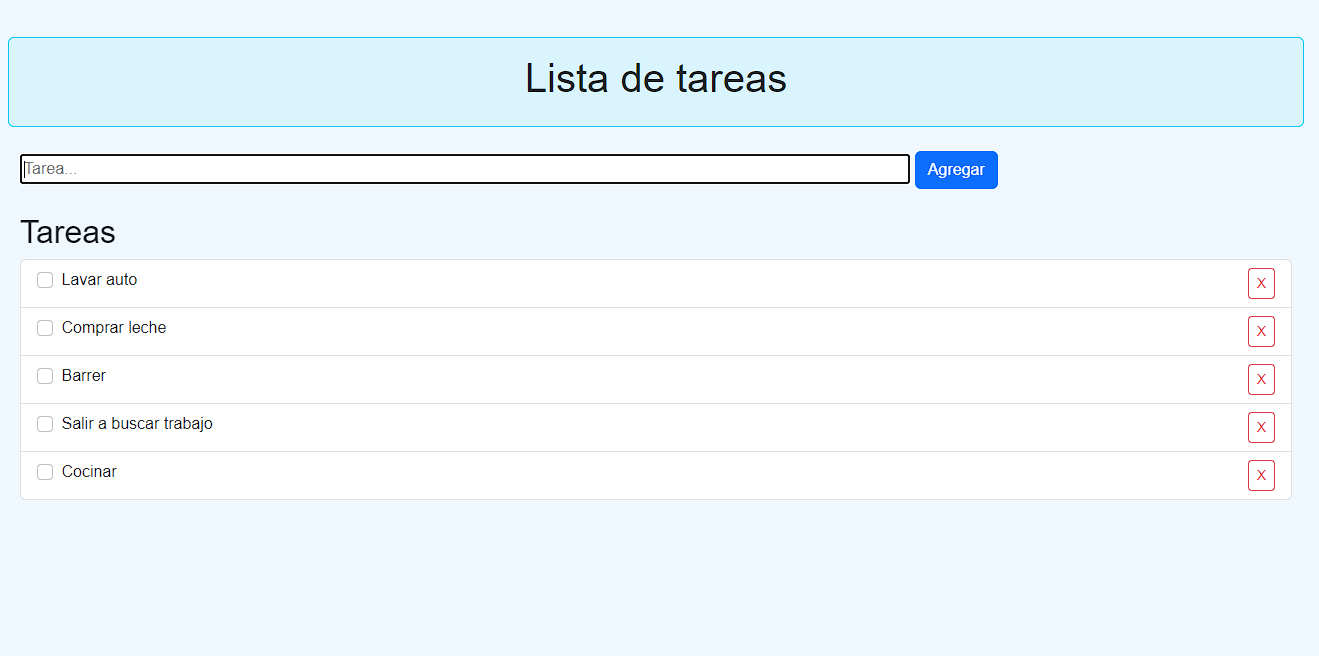 Lista de tareas
Tarea...
Agregar
Tareas
Lavar auto
X
Comprar leche
X
Barrer
X
Salir a buscar trabajo
X
Cocinar
X